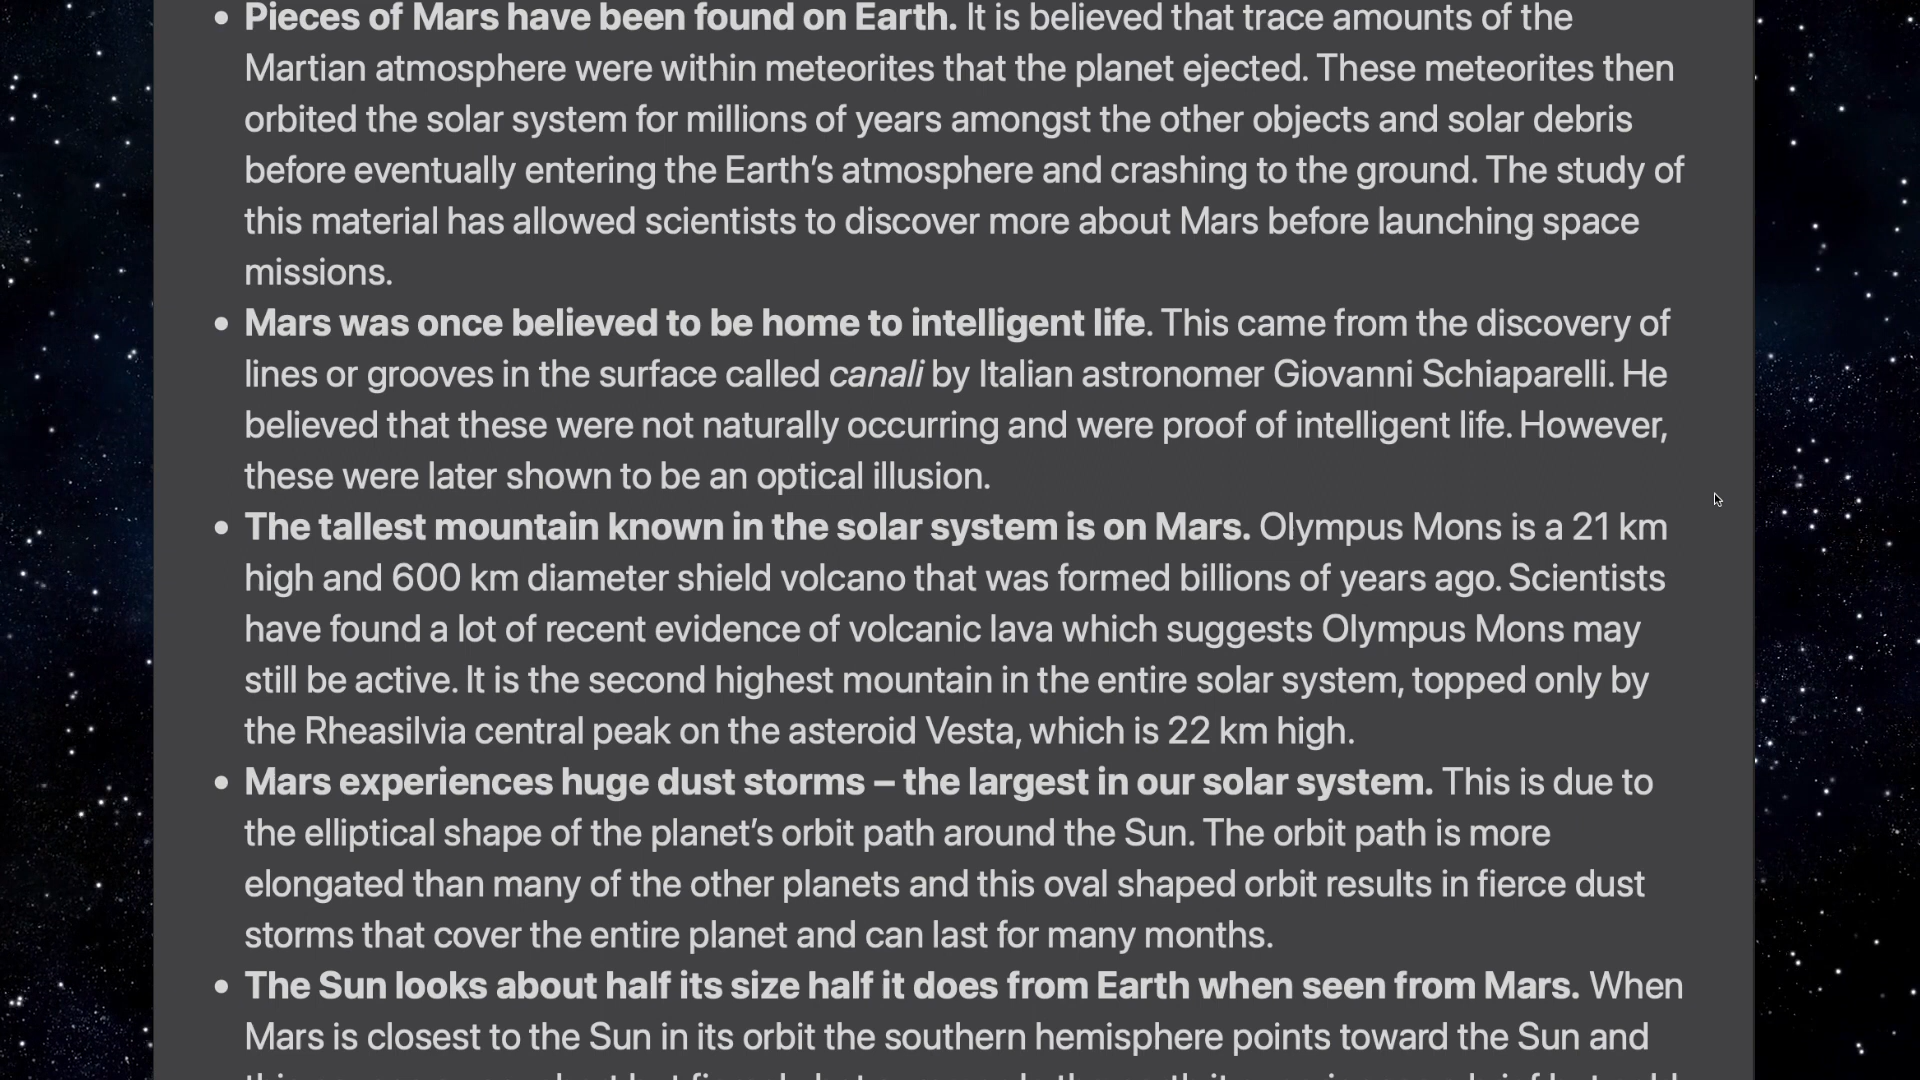 • Pieces of Mars have been found on Earth. It is believed that trace amounts of the
Martian atmosphere were within meteorites that the planet ejected. These meteorites then
orbited the solar system for millions of years amongst the other objects and solar debris
before eventually entering the Earth’s atmosphere and crashing to the ground. The study of
this material has allowed scientists to discover more about Mars before launching space
missions.
• Mars was once believed to be home to intelligent life. This came from the discovery of
lines or grooves in the surface called canali by Italian astronomer Giovanni Schiaparelli. He
believed that these were not naturally occurring and were proof of intelligent life. However,
these were later shown to be an optical illusion.
• The tallest mountain known in the solar system is on Mars. Olympus Mons is a 21 km
high and 600 km diameter shield volcano that was formed billions of years ago. Scientists
have found a lot of recent evidence of volcanic lava which suggests Olympus Mons may
still be active. It is the second highest mountain in the entire solar system, topped only by
the Rheasilvia central peak on the asteroid Vesta, which is 22 km high.
• Mars experiences huge dust storms – the largest in our solar system. This is due to
the elliptical shape of the planet’s orbit path around the Sun. The orbit path is more
elongated than many of the other planets and this oval shaped orbit results in fierce dust
storms that cover the entire planet and can last for many months.
• The Sun looks about half its size half it does from Earth when seen from Mars. When
Mars is closest to the Sun in its orbit the southern hemisphere points toward the Sun and